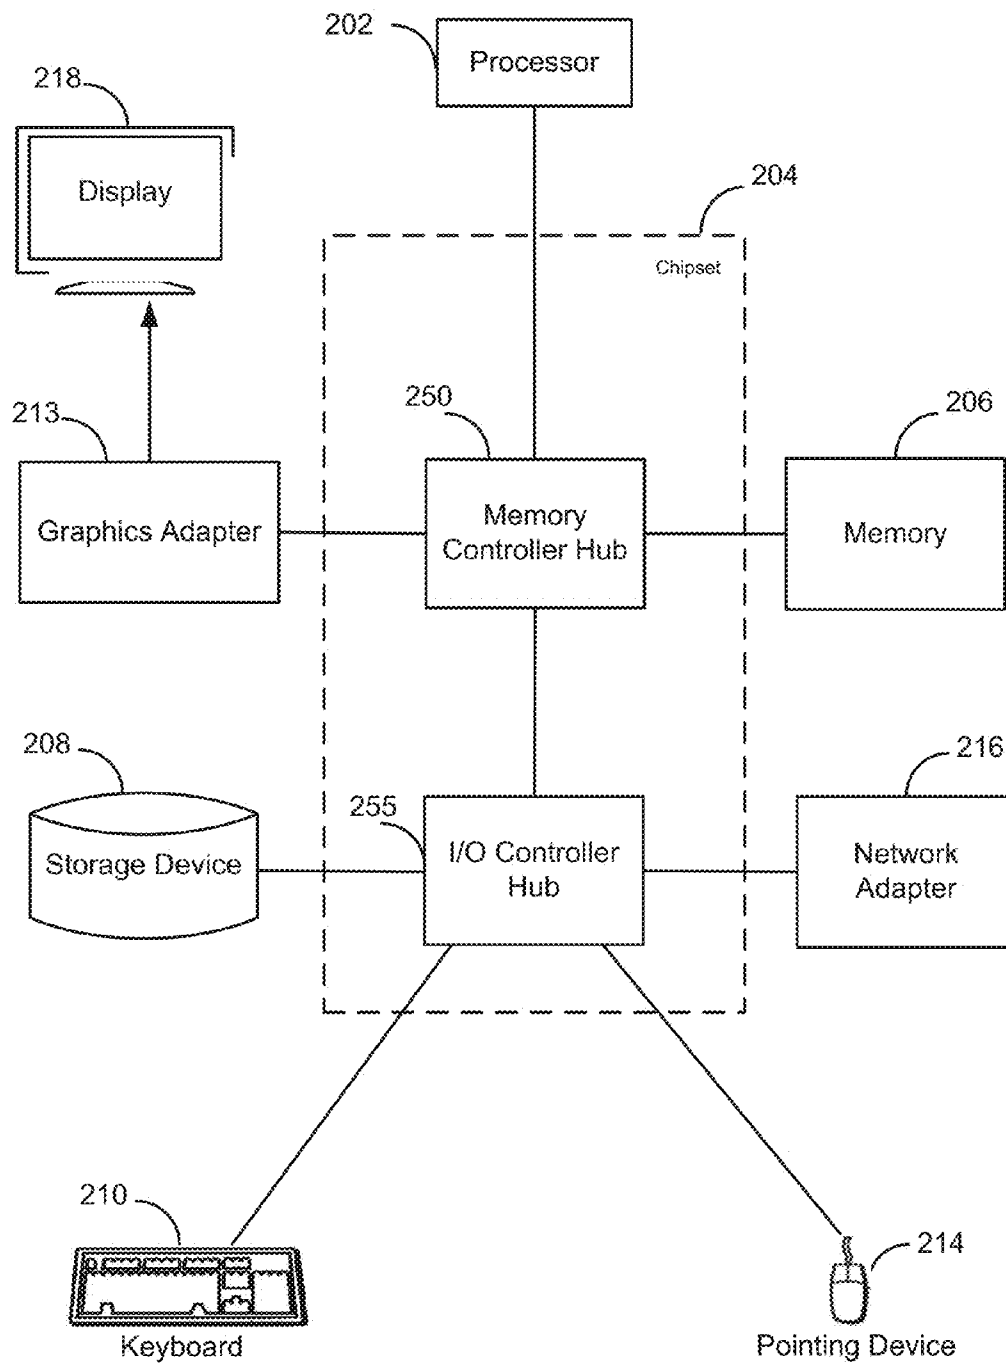 202
Processor
218
Display
204
Chipset
213
250
206
Graphics Adapter
Memory
Controller Hub
Memory
208
255
216
Storage Device
I/O Controller
Hub
Network
Adapter
210
214
Keyboard
Pointing Device